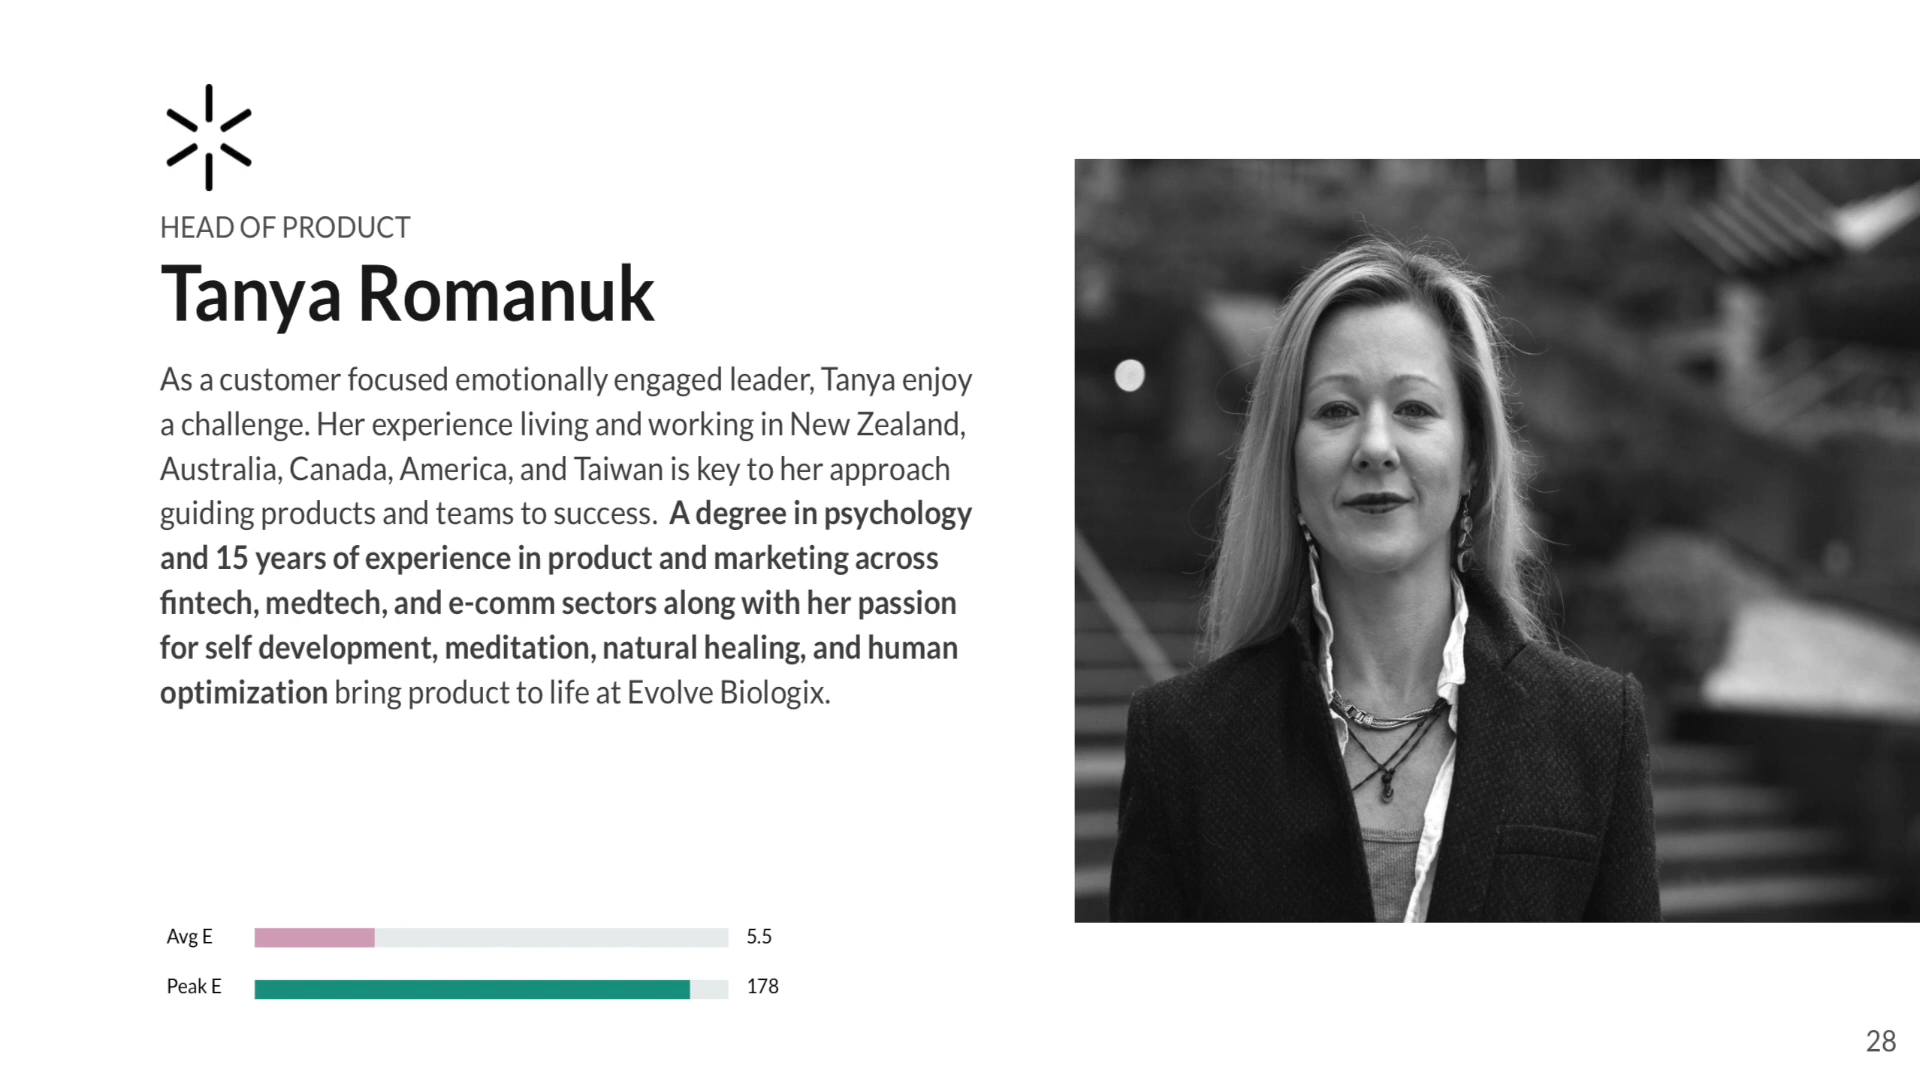 HEAD OF PRODUCT
Tanya Romanuk
As a customer focused emotionally engaged leader, Tanya enjoy
a challenge. Her experience living and working in New Zealand,
Australia, Canada, America, and Taiwan is key to her approach
guiding products and teams to success. A degree in psychology
and 15 years of experience in product and marketing across
fintech, medtech, and e-comm sectors along with her passion
for self development, meditation, natural healing, and human
optimization bring product to life at Evolve Biologix.
Avg E 5.5
Peak E 178
28